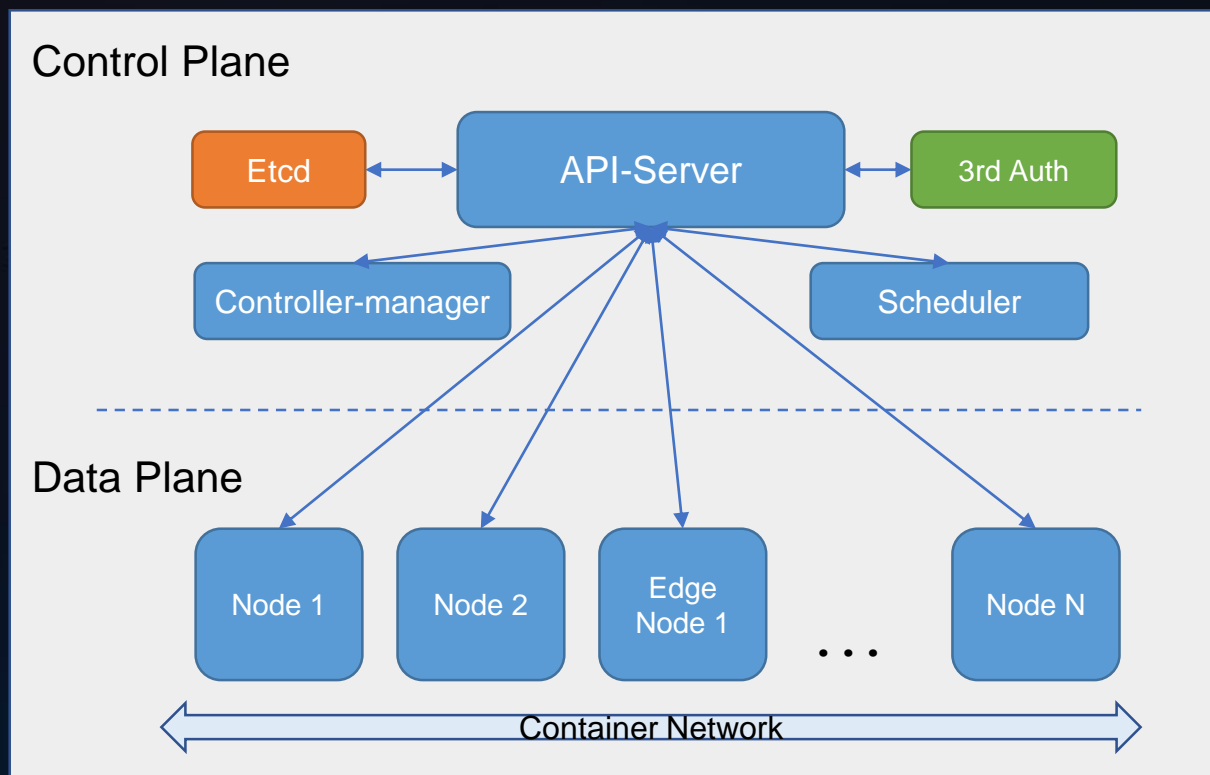 Control Plane
Etcd
API-Server
3rd Auth
Controller-manager
Scheduler
Data Plane
Node 1
Node 2
Edge
Node 1
...
Node N
Container Network